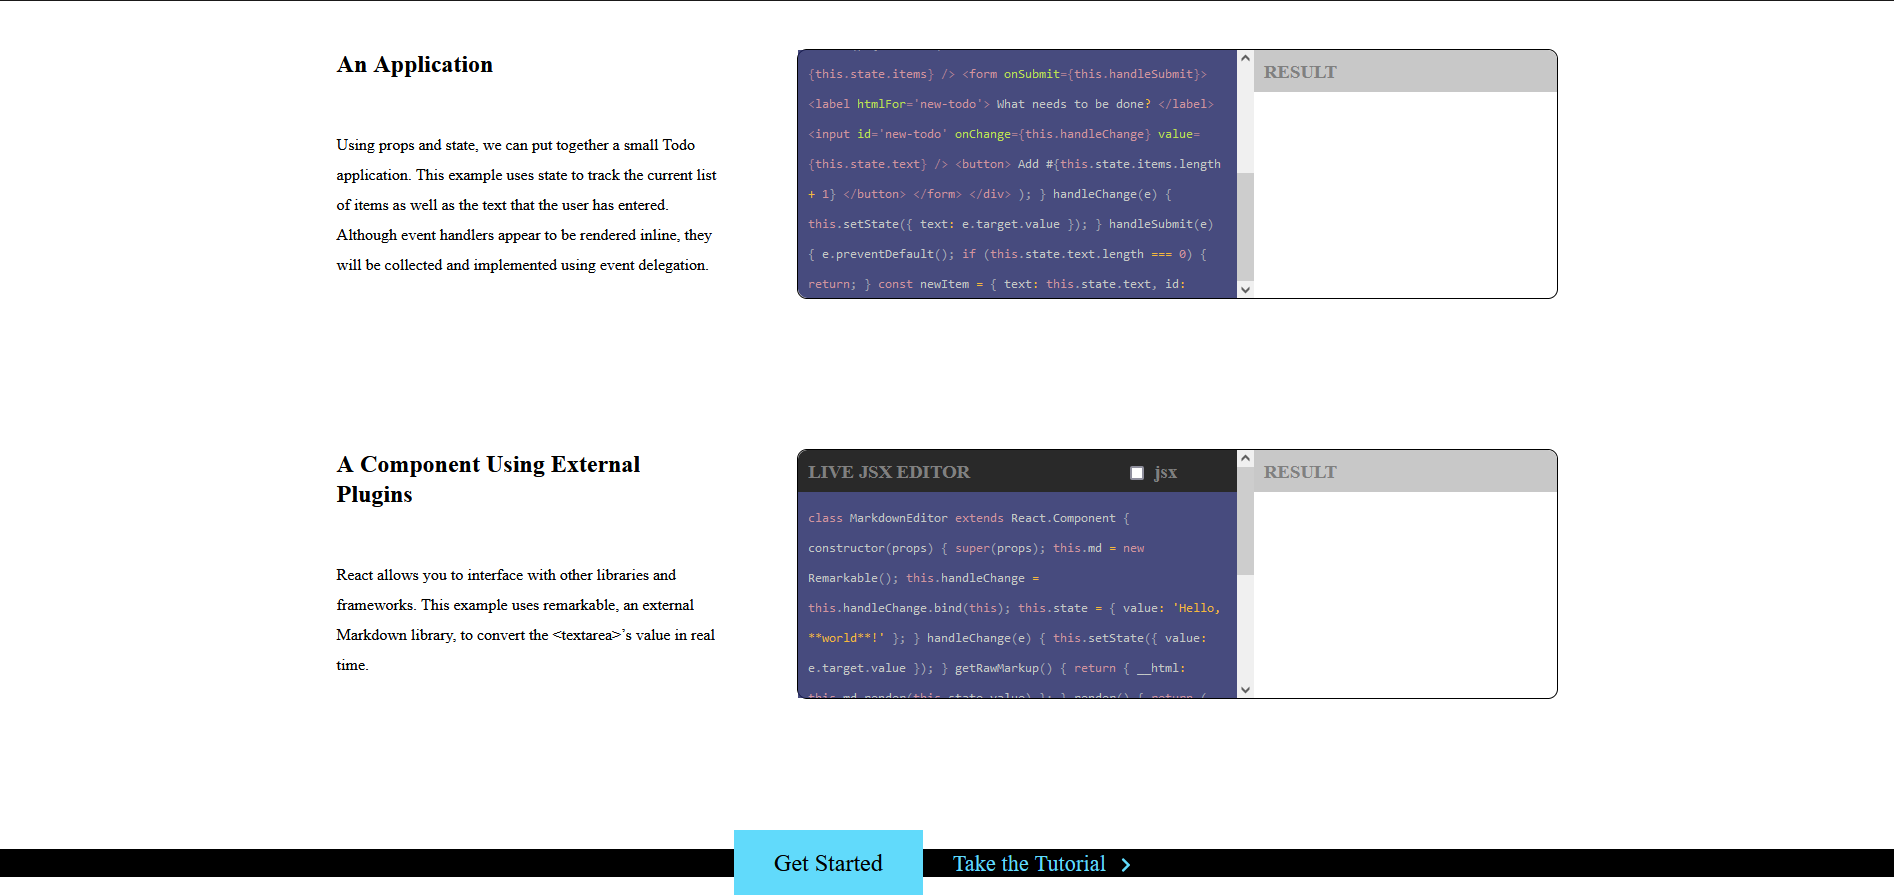 An Application
Using props and state, we can put together a small Todo
application. This example uses state to track the current list
of items as well as the text that the user has entered.
Although event handlers appear to be rendered inline, they
will be collected and implemented using event delegation.
{this.state.items} /> <form onSubmit={this.handleSubmit}>
<label htmlFor='new-todo'> What needs to be done? </label>
<input id='new-todo' onChange={this.handleChange} value=
{this.state.text} /> <button> Add #{this.state.items.length
+ 1} </button> </form> </div> ); } handleChange(e) {
this.setState({ text: e.target.value }); } handleSubmit(e)
{ e.preventDefault(); if (this.state.text.length === 0) {
return; } const newItem = { text: this.state.text, id:
RESULT
A Component Using External
Plugins
React allows you to interface with other libraries and
frameworks. This example uses remarkable, an external
Markdown library, to convert the <textarea>’s value in real
time.
LIVE JSX EDITOR
jsx
class MarkdownEditor extends React.Component {
constructor(props) { super(props); this.md = new
Remarkable(); this.handleChange =
this.handleChange.bind(this); this.state = { value: 'Hello,
**world**!' }; } handleChange(e) { this.setState({ value:
e.target.value }); } getRawMarkup() { return { __html:
this.md.render(this.state.value) }; } render() { return (
RESULT
Get Started
Take the Tutorial